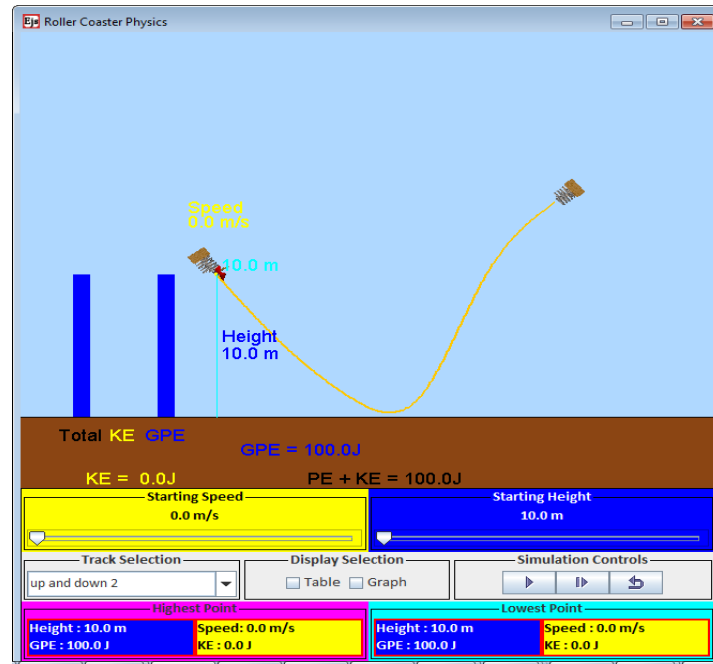 Ejs Roller Coaster Physics
Speed
0.0 m/s
10.0 m
Height
10.0 m
Total KE GPE
GPE = 100.0J
KE = 0.0J PE + KE = 100.0J
Starting Speed Starting Height
0.0 m/s 10.0 m
Track Selection Display Selection Simulation Controls
up and down 2 Table Graph
Highest Point Lowest Point
Height : 10.0 m Speed: 0.0 m/s Height : 10.0 m Speed : 0.0 m/s
GPE : 100.0 J KE : 0.0 J GPE : 100.0 J KE : 0.0 J